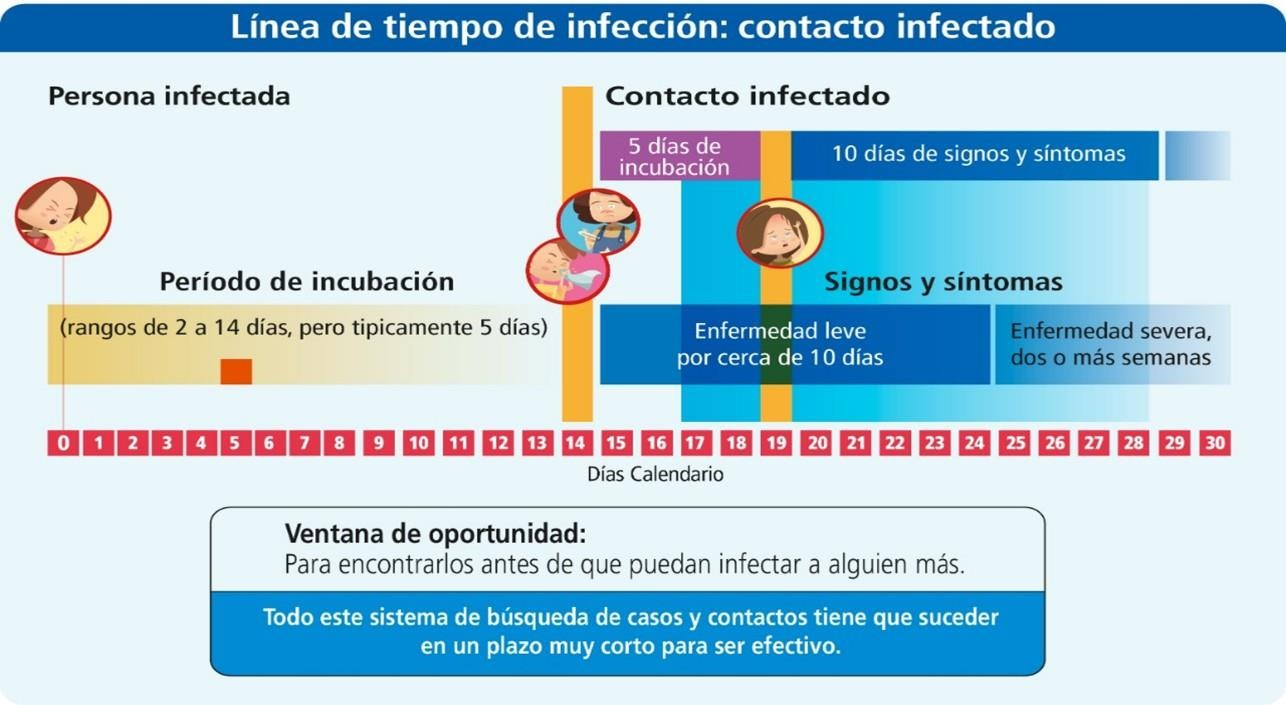 Línea de tiempo de infección: contacto infectado
Persona infectada
Contacto infectado
5 días de
incubación
10 días de signos y síntomas
Período de incubación
(rangos de 2 a 14 días, pero tipicamente 5 días)
Signos y síntomas
Enfermedad leve
por cerca de 10 días
Enfermedad severa,
dos o más semanas
0 1 2 3 4 5 6 7 8 9 10 11 12 13 14 15 16 17 18 19 20 21 22 23 24 25 26 27 28 29 30
Días Calendario
Ventana de oportunidad:
Para encontrarlos antes de que puedan infectar a alguien más.
Todo este sistema de búsqueda de casos y contactos tiene que suceder
en un plazo muy corto para ser efectivo.